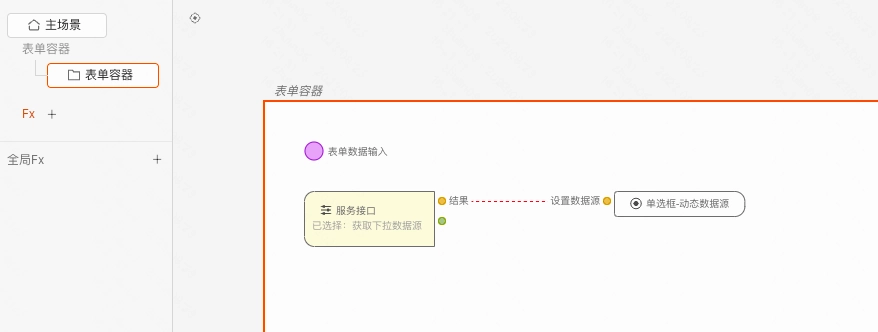 主场景
表单容器
表单容器
Fx +
全局Fx +
表单容器
表单数据输入
服务接口
已选择：获取下拉数据源
结果
设置数据源
单选框-动态数据源